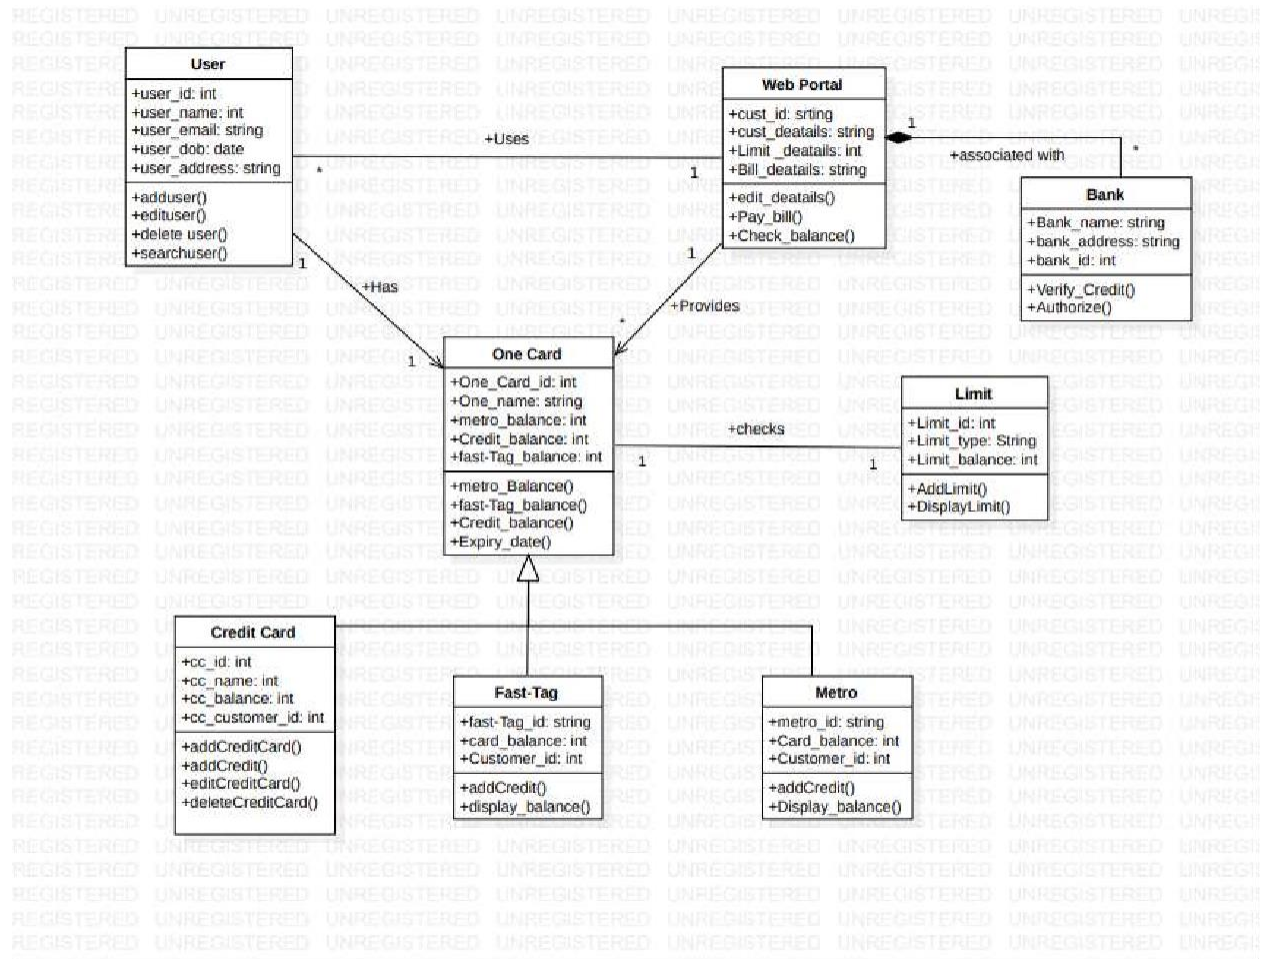 User
+user_id: int
+user_name: int
+user_email: string
+user_dob: date
+user_address: string
+adduser()
+edituser()
+delete user()
+searchuser()
+Uses
*
1
Web Portal
+cust_id: srting
+cust_deatails: string
+Limit _deatails: int
+Bill_deatails: string
+edit_deatails()
+Pay_bill()
+Check_balance()
1
+associated with
*
Bank
+Bank_name: string
+bank_address: string
+bank_id: int
+Verify_Credit()
+Authorize()
1
+Has
1
1
+Provides
*
One Card
+One_Card_id: int
+One_name: string
+metro_balance: int
+Credit_balance: int
+fast-Tag_balance: int
+metro_Balance()
+fast-Tag_balance()
+Credit_balance()
+Expiry_date()
+checks
1
1
Limit
+Limit_id: int
+Limit_type: String
+Limit_balance: int
+AddLimit()
+DisplayLimit()
Credit Card
+cc_id: int
+cc_name: int
+cc_balance: int
+cc_customer_id: int
+addCreditCard()
+addCredit()
+editCreditCard()
+deleteCreditCard()
Fast-Tag
+fast-Tag_id: string
+card_balance: int
+Customer_id: int
+addCredit()
+display_balance()
Metro
+metro_id: string
+Card_balance: int
+Customer_id: int
+addCredit()
+Display_balance()
UNREGISTERED